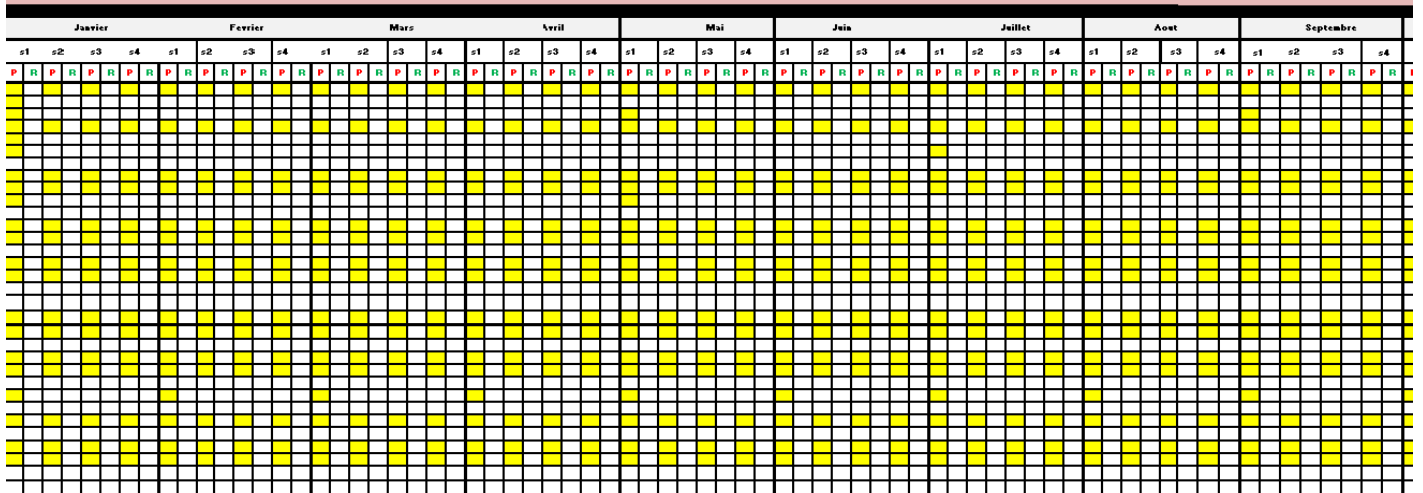 Janvier Fevrier Mars Avril Mai Juin Juillet Aout Septembre
s1 s2 s3 s4 s1 s2 s3 s4 s1 s2 s3 s4 s1 s2 s3 s4 s1 s2 s3 s4 s1 s2 s3 s4 s1 s2 s3 s4 s1 s2 s3 s4 s1 s2 s3 s4
P R P R P R P R P R P R P R P R P R P R P R P R P R P R P R P R P R P R P R P R P R P R P R P R P R P R P R P R P R P R P R P R P R P R P R P R